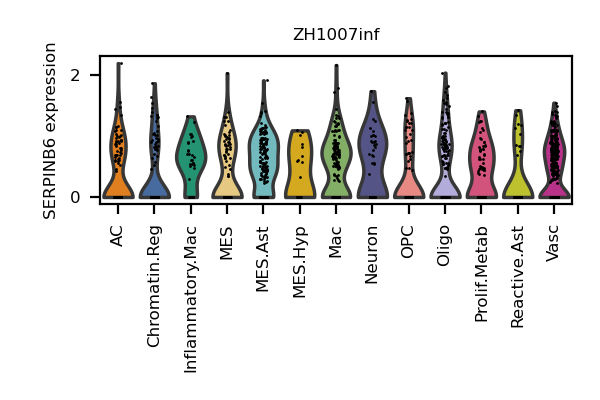 ZH1007inf
SERPINB6 expression
2
0
AC
Chromatin.Reg
Inflammatory.Mac
MES
MES.Ast
MES.Hyp
Mac
Neuron
OPC
Oligo
Prolif.Metab
Reactive.Ast
Vasc